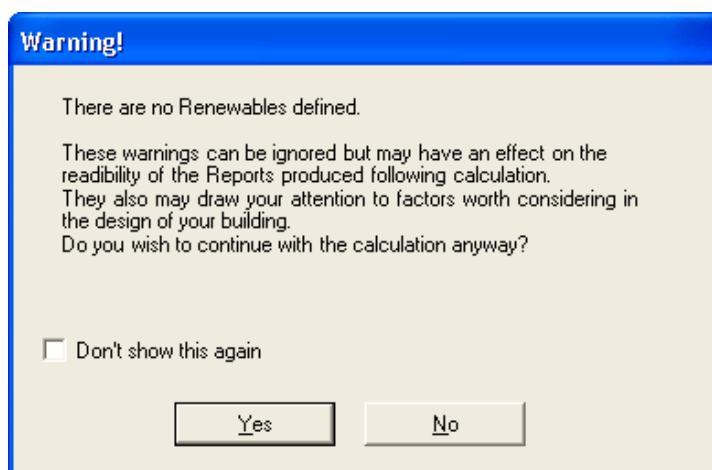 Warning!
There are no Renewables defined.
These warnings can be ignored but may have an effect on the
readibility of the Reports produced following calculation.
They also may draw your attention to factors worth considering in
the design of your building.
Do you wish to continue with the calculation anyway?
Don't show this again
Yes
No